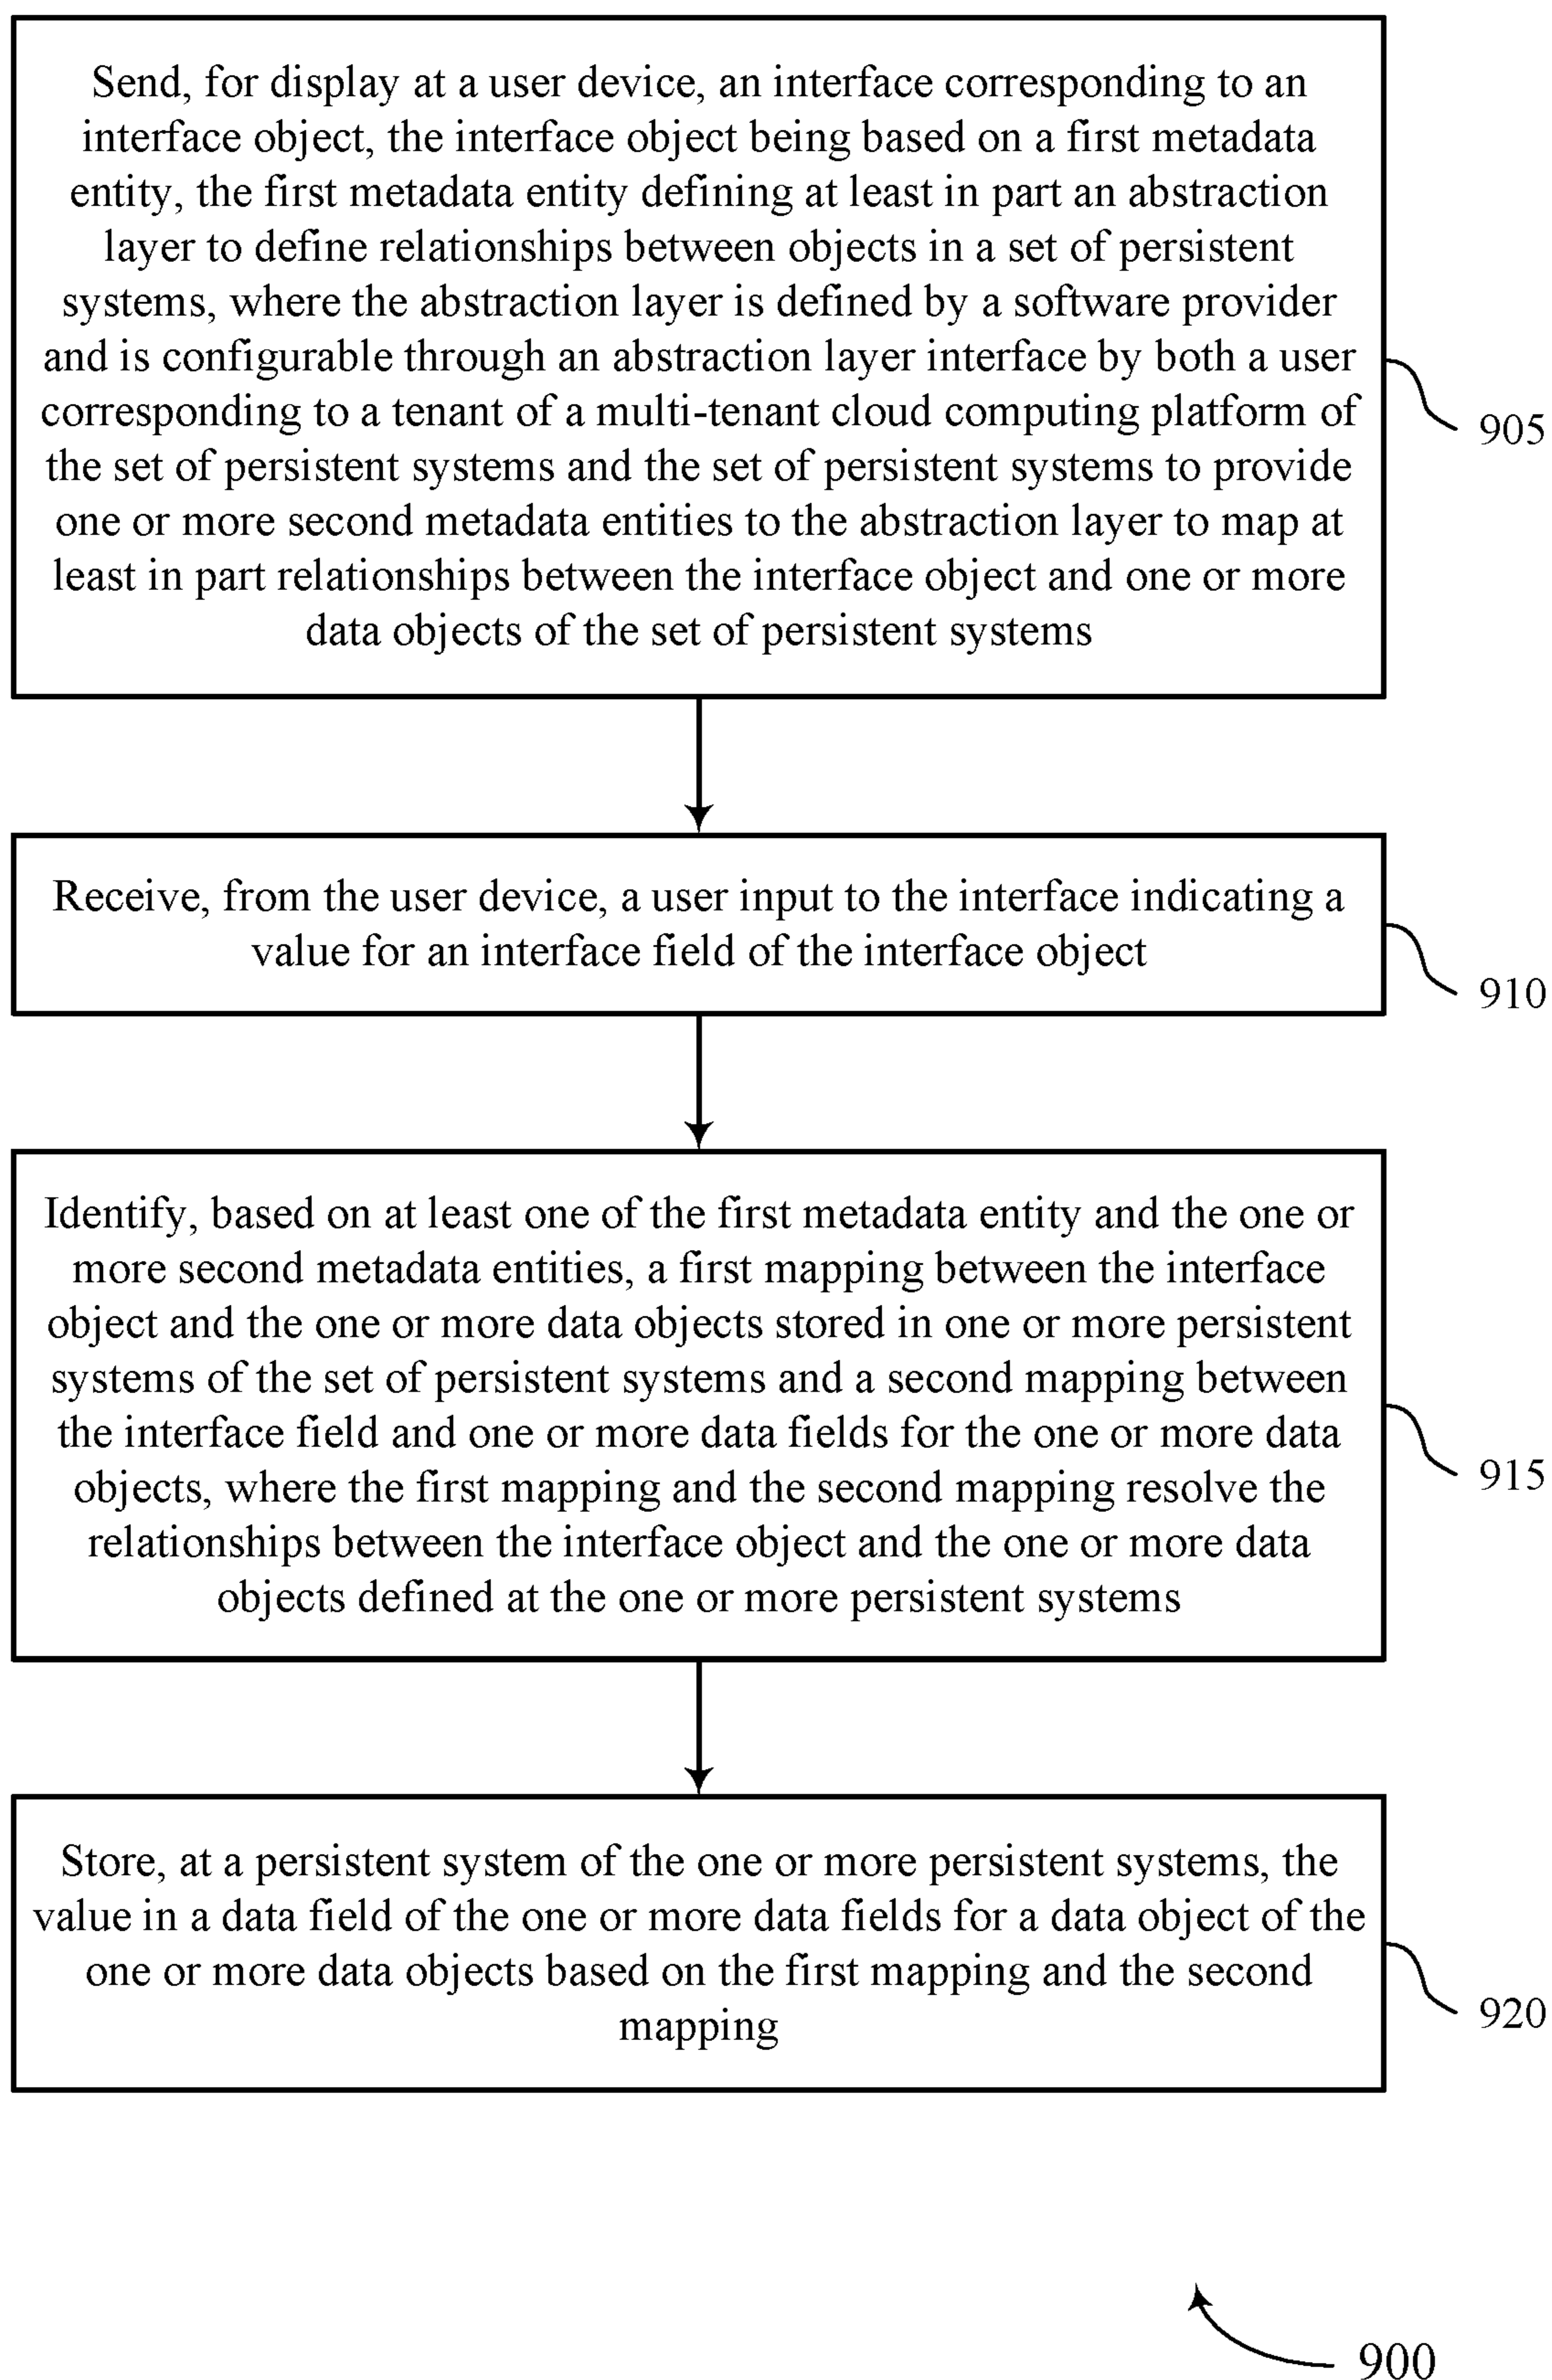 Send, for display at a user device, an interface corresponding to an
interface object, the interface object being based on a first metadata
entity, the first metadata entity defining at least in part an abstraction
layer to define relationships between objects in a set of persistent
systems, where the abstraction layer is defined by a software provider
and is configurable through an abstraction layer interface by both a user
corresponding to a tenant of a multi-tenant cloud computing platform of
the set of persistent systems and the set of persistent systems to provide
one or more second metadata entities to the abstraction layer to map at
least in part relationships between the interface object and one or more
data objects of the set of persistent systems
905
Receive, from the user device, a user input to the interface indicating a
value for an interface field of the interface object
910
Identify, based on at least one of the first metadata entity and the one or
more second metadata entities, a first mapping between the interface
object and the one or more data objects stored in one or more persistent
systems of the set of persistent systems and a second mapping between
the interface field and one or more data fields for the one or more data
objects, where the first mapping and the second mapping resolve the
relationships between the interface object and the one or more data
objects defined at the one or more persistent systems
915
Store, at a persistent system of the one or more persistent systems, the
value in a data field of the one or more data fields for a data object of the
one or more data objects based on the first mapping and the second
mapping
920
900